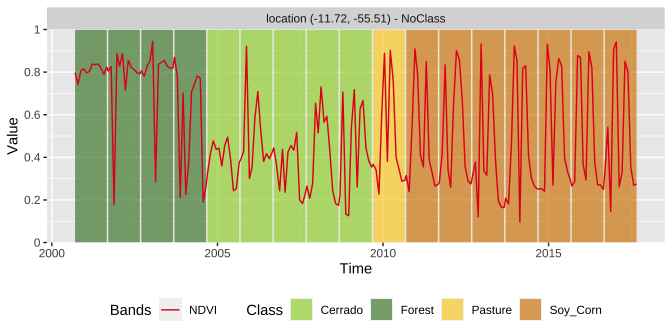 location (-11.72, -55.51) - NoClass
1
0.8
0.6
0.4
0.2
0
Value
2000 2005 2010 2015
Time
Bands NDVI Class Cerrado Forest Pasture Soy_Corn